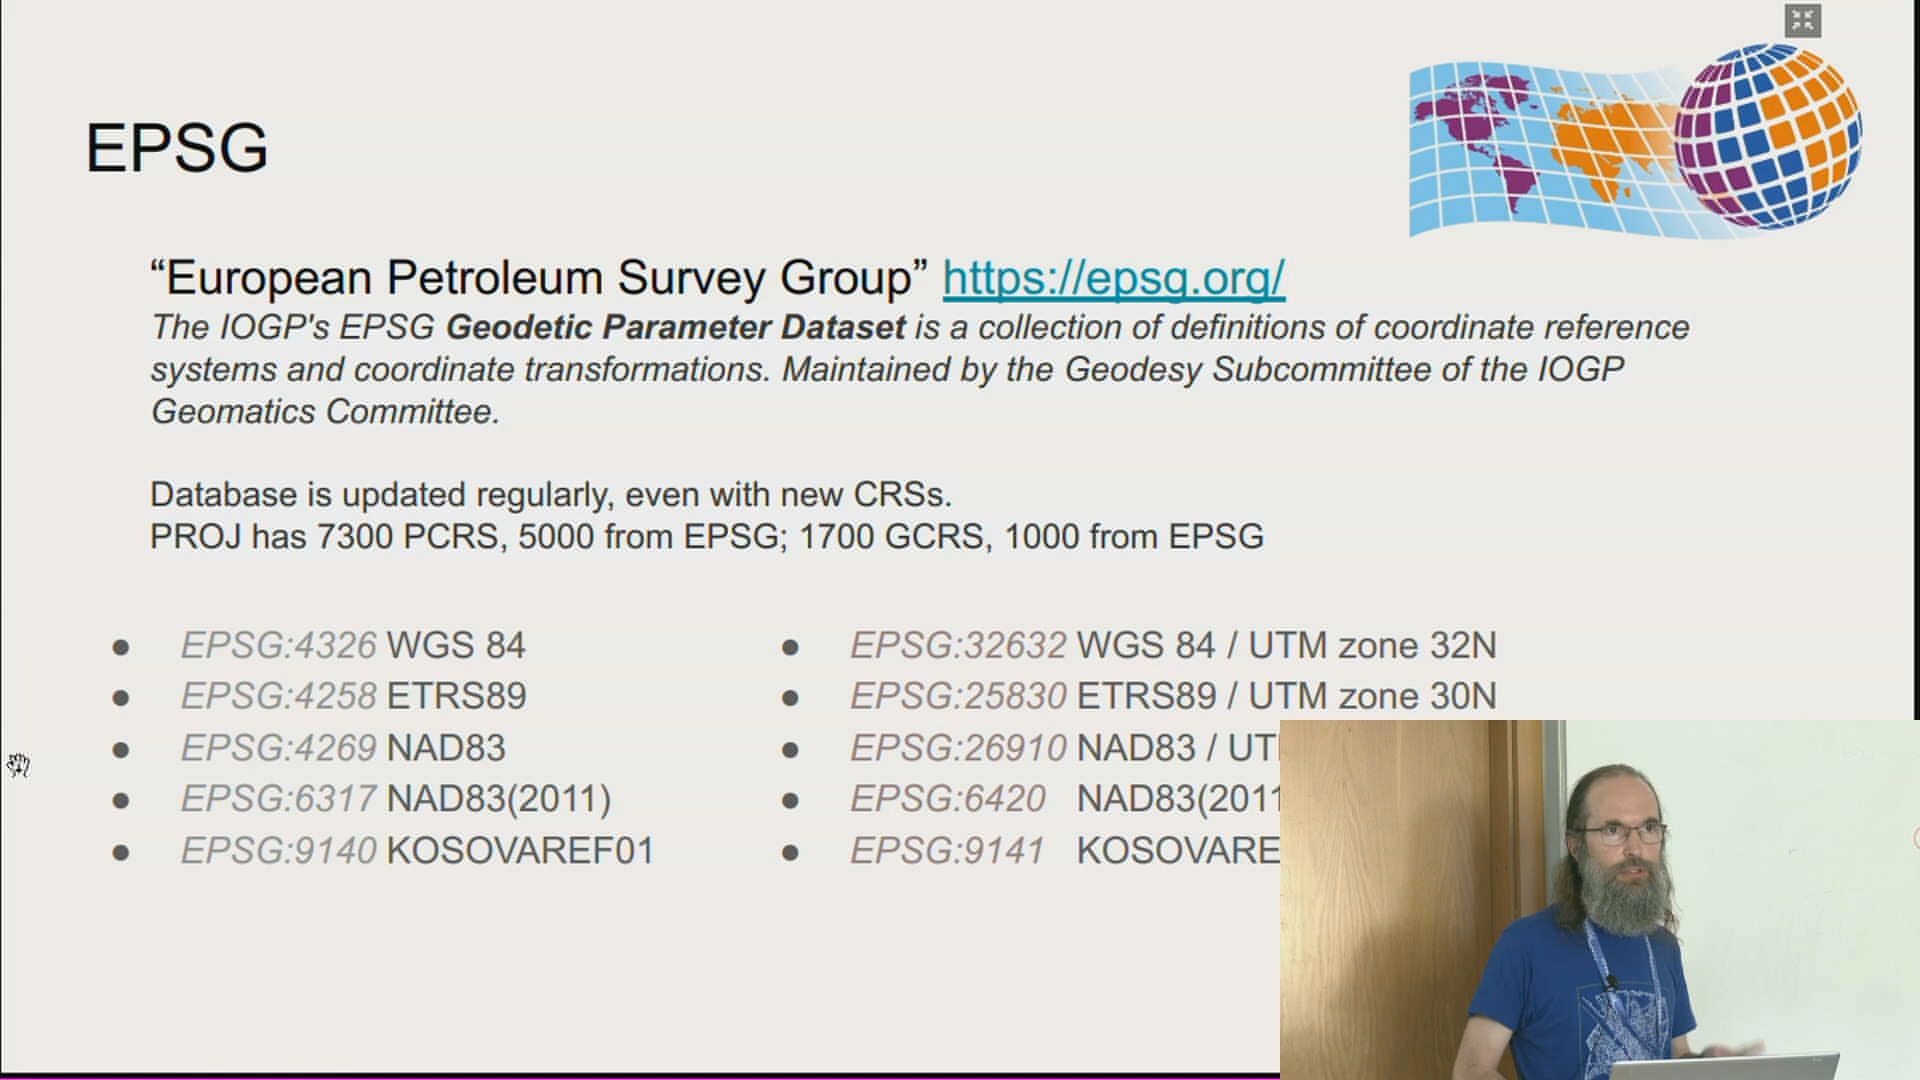 EPSG
“European Petroleum Survey Group” https://epsg.org/
The IOGP's EPSG Geodetic Parameter Dataset is a collection of definitions of coordinate reference
systems and coordinate transformations. Maintained by the Geodesy Subcommittee of the IOGP
Geomatics Committee.
Database is updated regularly, even with new CRSs.
PROJ has 7300 PCRS, 5000 from EPSG; 1700 GCRS, 1000 from EPSG
● EPSG:4326 WGS 84
● EPSG:4258 ETRS89
● EPSG:4269 NAD83
● EPSG:6317 NAD83(2011)
● EPSG:9140 KOSOVAREF01
● EPSG:32632 WGS 84 / UTM zone 32N
● EPSG:25830 ETRS89 / UTM zone 30N
● EPSG:26910 NAD83 /
● EPSG:6420
● EPSG:9141